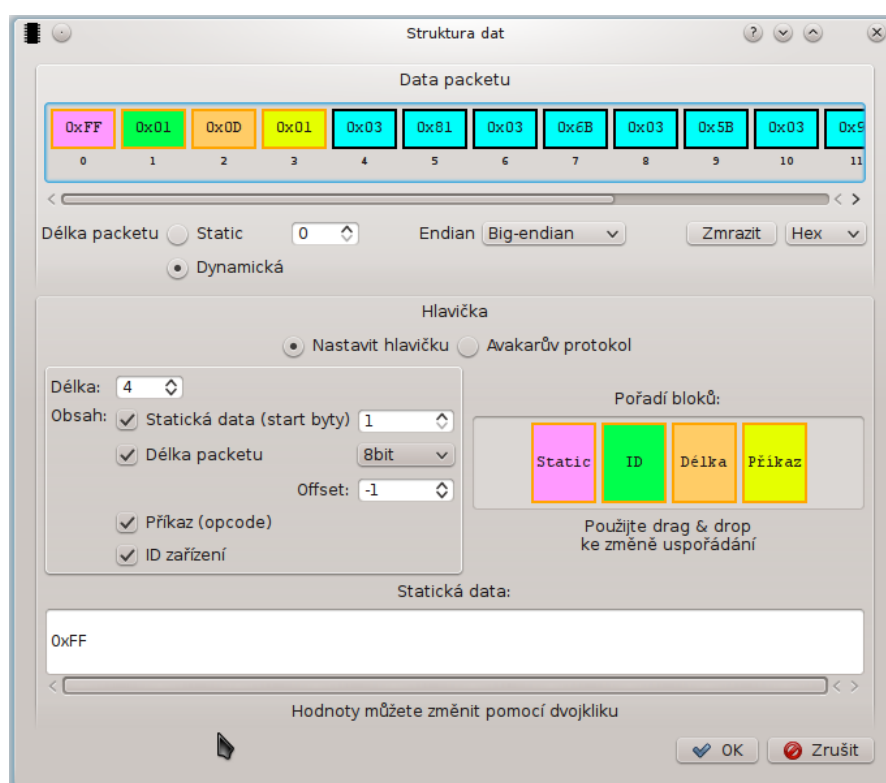 Struktura dat
Data packetu
0xFF 0x01 0x0D 0x01 0x03 0x81 0x03 0x6B 0x03 0x5B 0x03
0 1 2 3 4 5 6 7 8 9 10 11
Délka packetu Static 0 Endian Big-endian Zmrazit Hex
Dynamická
Hlavička
Nastavit hlavičku Avakarův protokol
Délka: 4
Obsah: Statická data (start byty) 1
Délka packetu 8bit
Offset: -1
Příkaz (opcode)
ID zařízení
Pořadí bloků:
Static ID Délka Příkaz
Použijte drag & drop
ke změně uspořádání
Statická data:
0xFF
Hodnoty můžete změnit pomocí dvojkliku
OK Zrušit